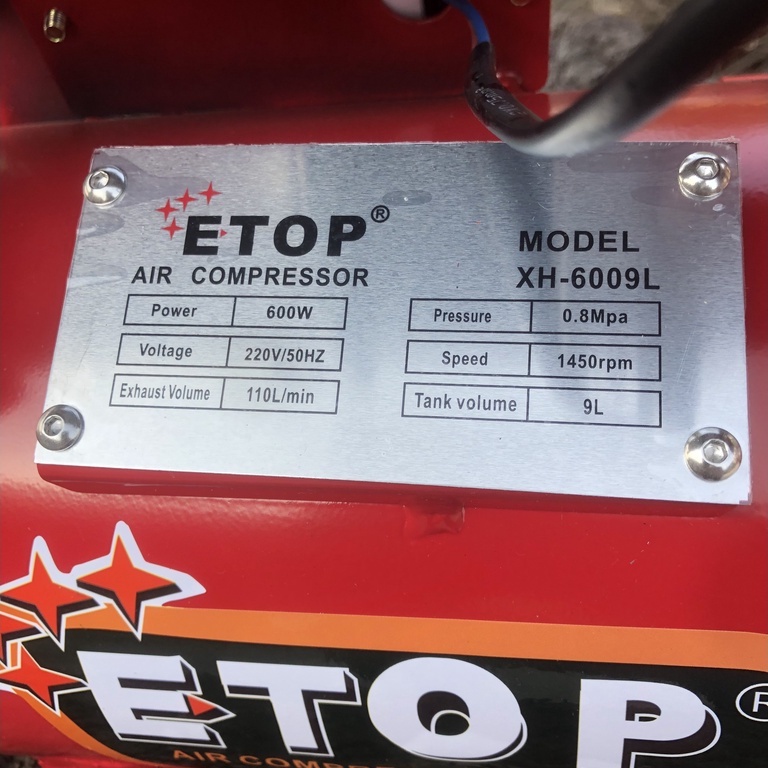 ETOP®
AIR COMPRESSOR
MODEL
XH-6009L
Power 600W
Voltage 220V/50HZ
Exhaust Volume 110L/min
Pressure 0.8Mpa
Speed 1450rpm
Tank volume 9L
ETOP®
AIR